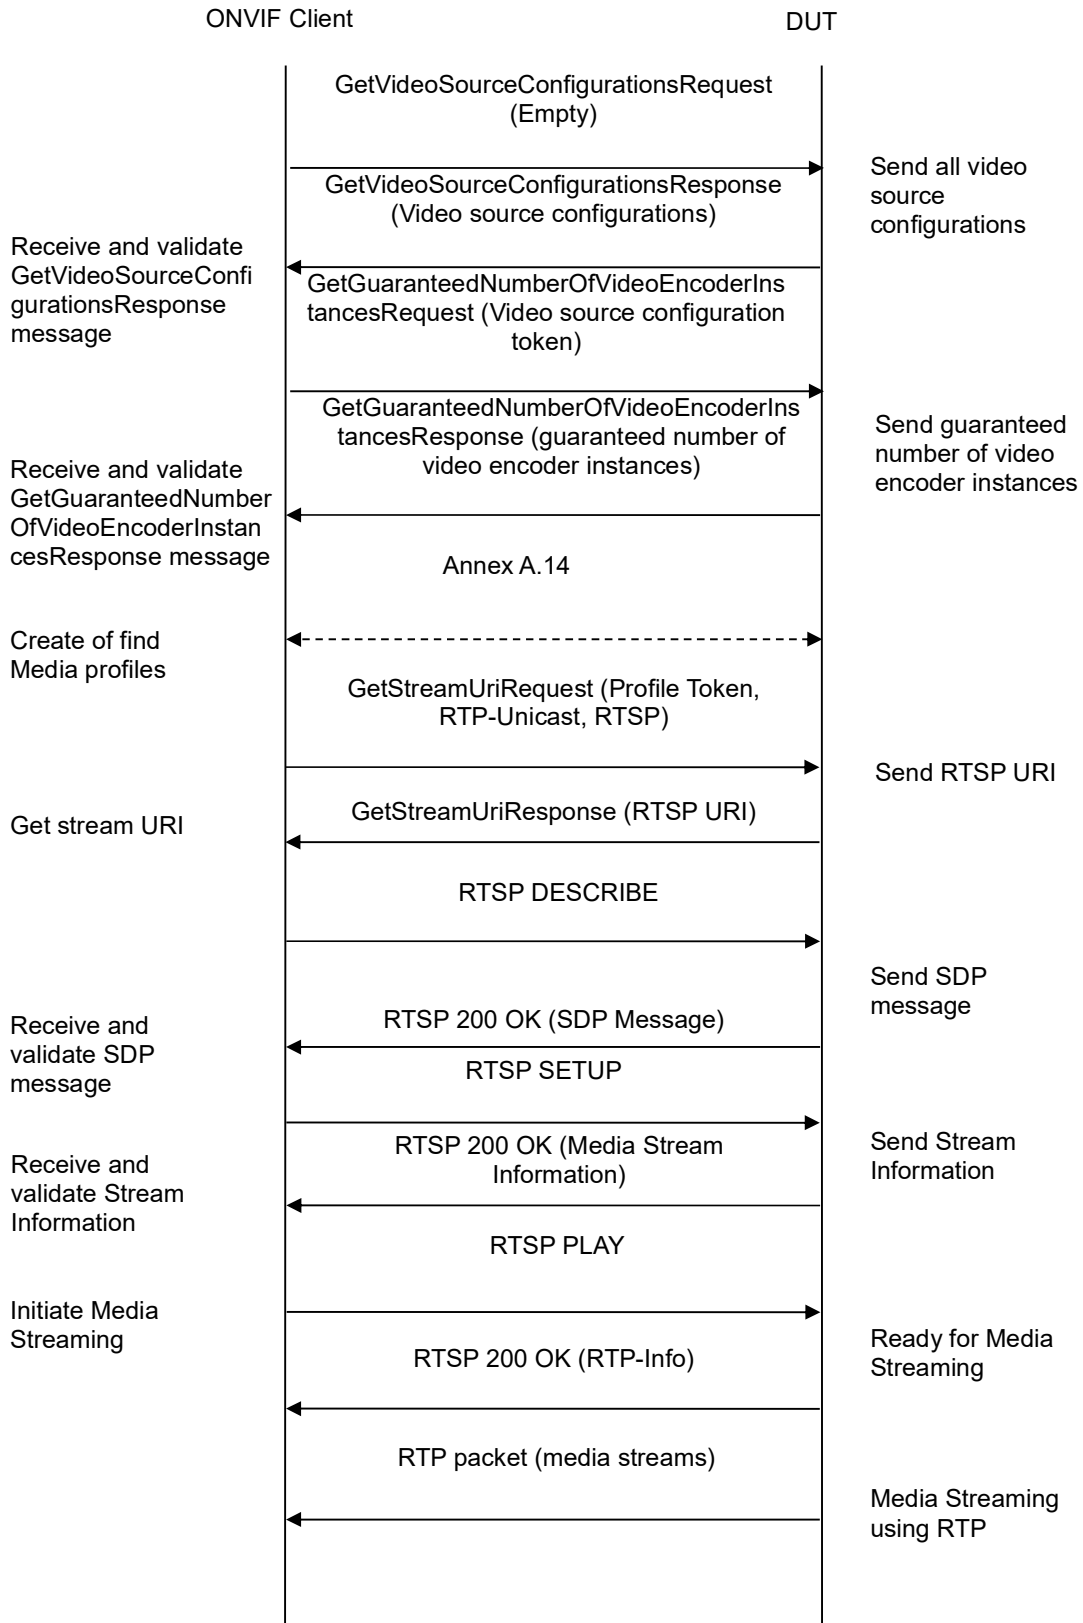 ONVIF Client
DUT
GetVideoSourceConfigurationsRequest
(Empty)
Send all video
source
configurations
GetVideoSourceConfigurationsResponse
(Video source configurations)
Receive and validate
GetVideoSourceConfi
gurationsResponse
message
GetGuaranteedNumberOfVideoEncoderIns
tancesRequest (Video source configuration
token)
GetGuaranteedNumberOfVideoEncoderIns
tancesResponse (guaranteed number of
video encoder instances)
Send guaranteed
number of video
encoder instances
Receive and validate
GetGuaranteedNumber
OfVideoEncoderInstan
cesResponse message
Annex A.14
Create of find
Media profiles
GetStreamUriRequest (Profile Token,
RTP-Unicast, RTSP)
Send RTSP URI
GetStreamUriResponse (RTSP URI)
Get stream URI
RTSP DESCRIBE
Send SDP
message
RTSP 200 OK (SDP Message)
Receive and
validate SDP
message
RTSP SETUP
Send Stream
Information
RTSP 200 OK (Media Stream
Information)
Receive and
validate Stream
Information
RTSP PLAY
Initiate Media
Streaming
Ready for Media
Streaming
RTSP 200 OK (RTP-Info)
RTP packet (media streams)
Media Streaming
using RTP